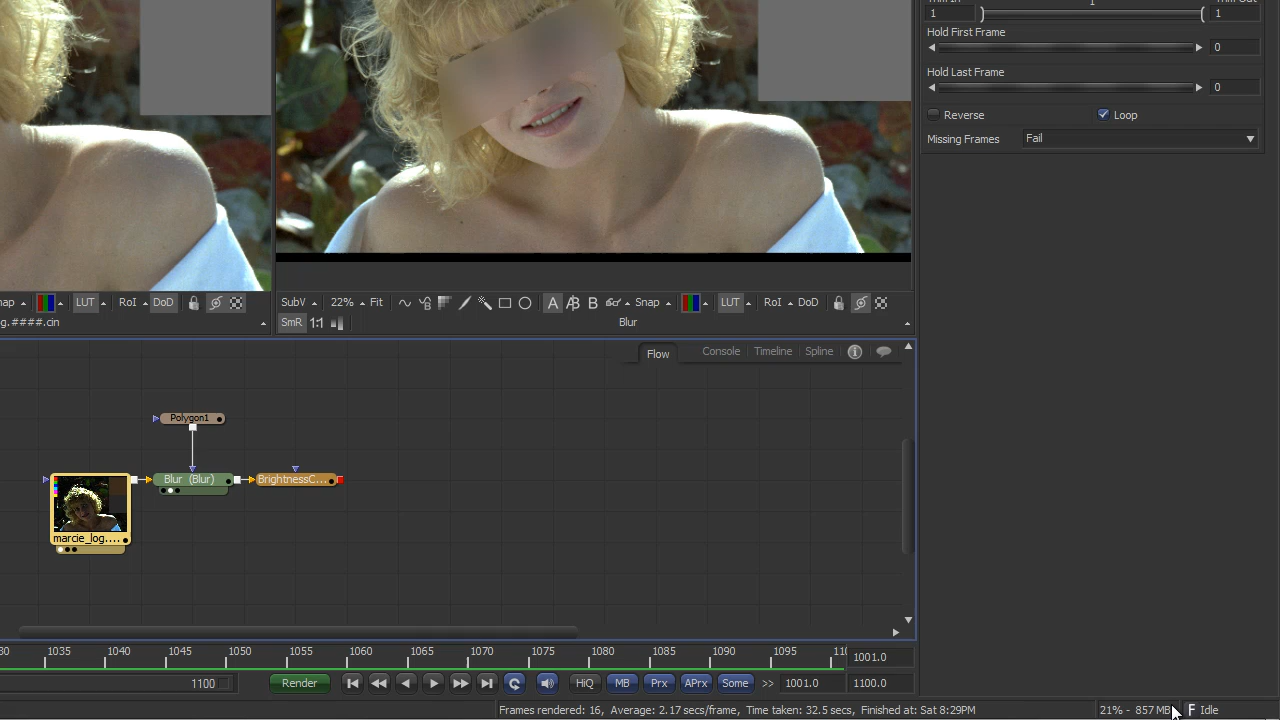 1 1 1
Hold First Frame
0
Hold Last Frame
0
Reverse Loop
Missing Frames Fail
LUT RoI DoD
SubV 22% Fit A B Snap LUT RoI DoD
g.####.cin
SmR 1:1 Blur
Flow Console Timeline Spline
Polygon1
Blur (Blur) BrightnessC...
marcie_log....
1035 1040 1045 1050 1055 1060 1065 1070 1075 1080 1085 1090 1095 1001.0
1100 Render HiQ MB Prx APrx Some >> 1001.0 1100.0
Frames rendered: 16, Average: 2.17 secs/frame, Time taken: 32.5 secs, Finished at: Sat 8:29PM 21% - 857 MB F Idle